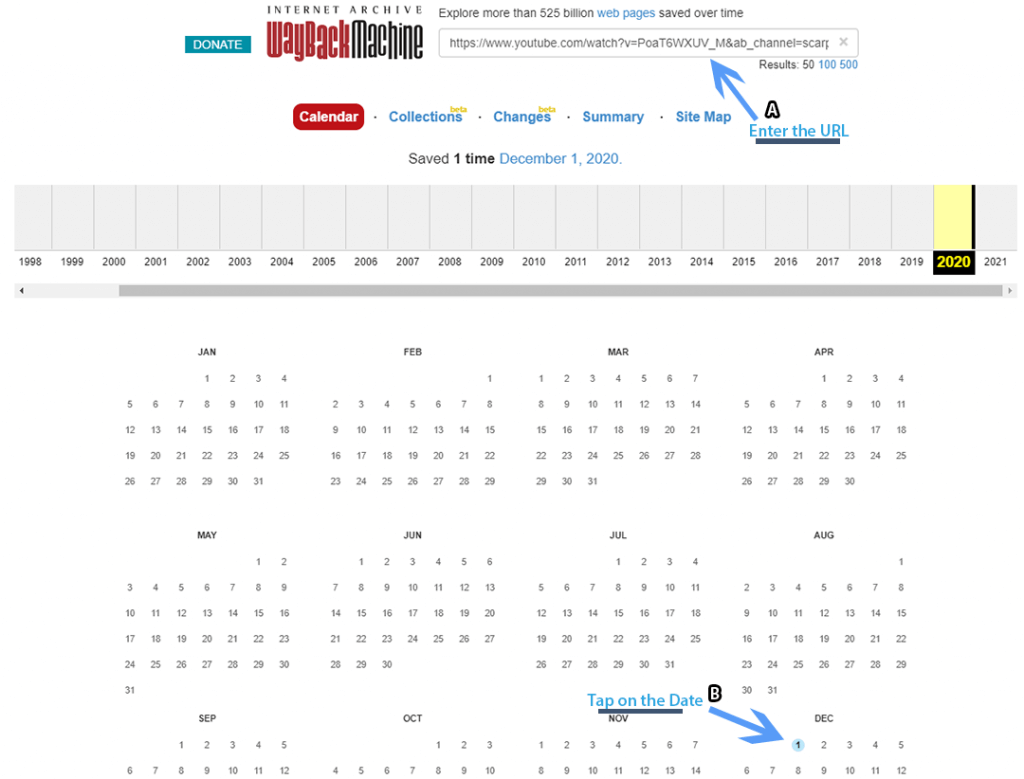 INTERNET ARCHIVE
Explore more than 525 billion web pages saved over time
DONATE
WayBackMachine
https://www.youtube.com/watch?v=PoaT6WXUV_M&ab_channel=scarp ×
Results: 50 100 500
A
Enter the URL
Calendar · Collections beta · Changes beta · Summary · Site Map
Saved 1 time December 1, 2020.
1998 1999 2000 2001 2002 2003 2004 2005 2006 2007 2008 2009 2010 2011 2012 2013 2014 2015 2016 2017 2018 2019 2020 2021
JAN FEB MAR APR
1 2 3 4 1 1 2 3 4 5 6 7 1 2 3 4
5 6 7 8 9 10 11 2 3 4 5 6 7 8 8 9 10 11 12 13 14 5 6 7 8 9 10 11
12 13 14 15 16 17 18 9 10 11 12 13 14 15 15 16 17 18 19 20 21 12 13 14 15 16 17 18
19 20 21 22 23 24 25 16 17 18 19 20 21 22 22 23 24 25 26 27 28 19 20 21 22 23 24 25
26 27 28 29 30 31 23 24 25 26 27 28 29 29 30 31 26 27 28 29 30
MAY JUN JUL AUG
1 2 1 2 3 4 5 6 1 2 3 4 1
3 4 5 6 7 8 9 7 8 9 10 11 12 13 5 6 7 8 9 10 11 2 3 4 5 6 7 8
10 11 12 13 14 15 16 14 15 16 17 18 19 20 12 13 14 15 16 17 18 9 10 11 12 13 14 15
17 18 19 20 21 22 23 21 22 23 24 25 26 27 19 20 21 22 23 24 25 16 17 18 19 20 21 22
24 25 26 27 28 29 30 28 29 30 26 27 28 29 30 31 23 24 25 26 27 28 29
31 30 31
Tap on the Date B
SEP OCT NOV DEC
1 2 3 4 5 1 2 3 1 2 3 4 5 6 7 1 2 3 4 5
6 7 8 9 10 11 12 4 5 6 7 8 9 10 8 9 10 11 12 13 14 6 7 8 9 10 11 12